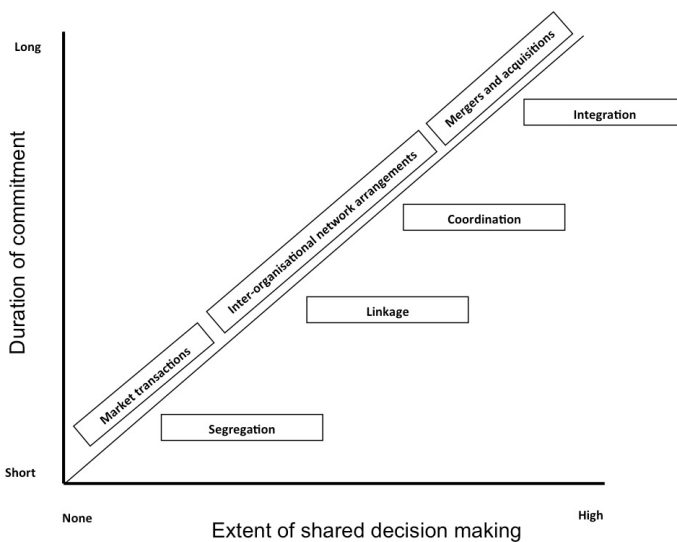 Long
Mergers and acquisitions
Integration
Duration of commitment
Inter-organisational network arrangements
Coordination
Linkage
Market transactions
Segregation
Short
None
High
Extent of shared decision making